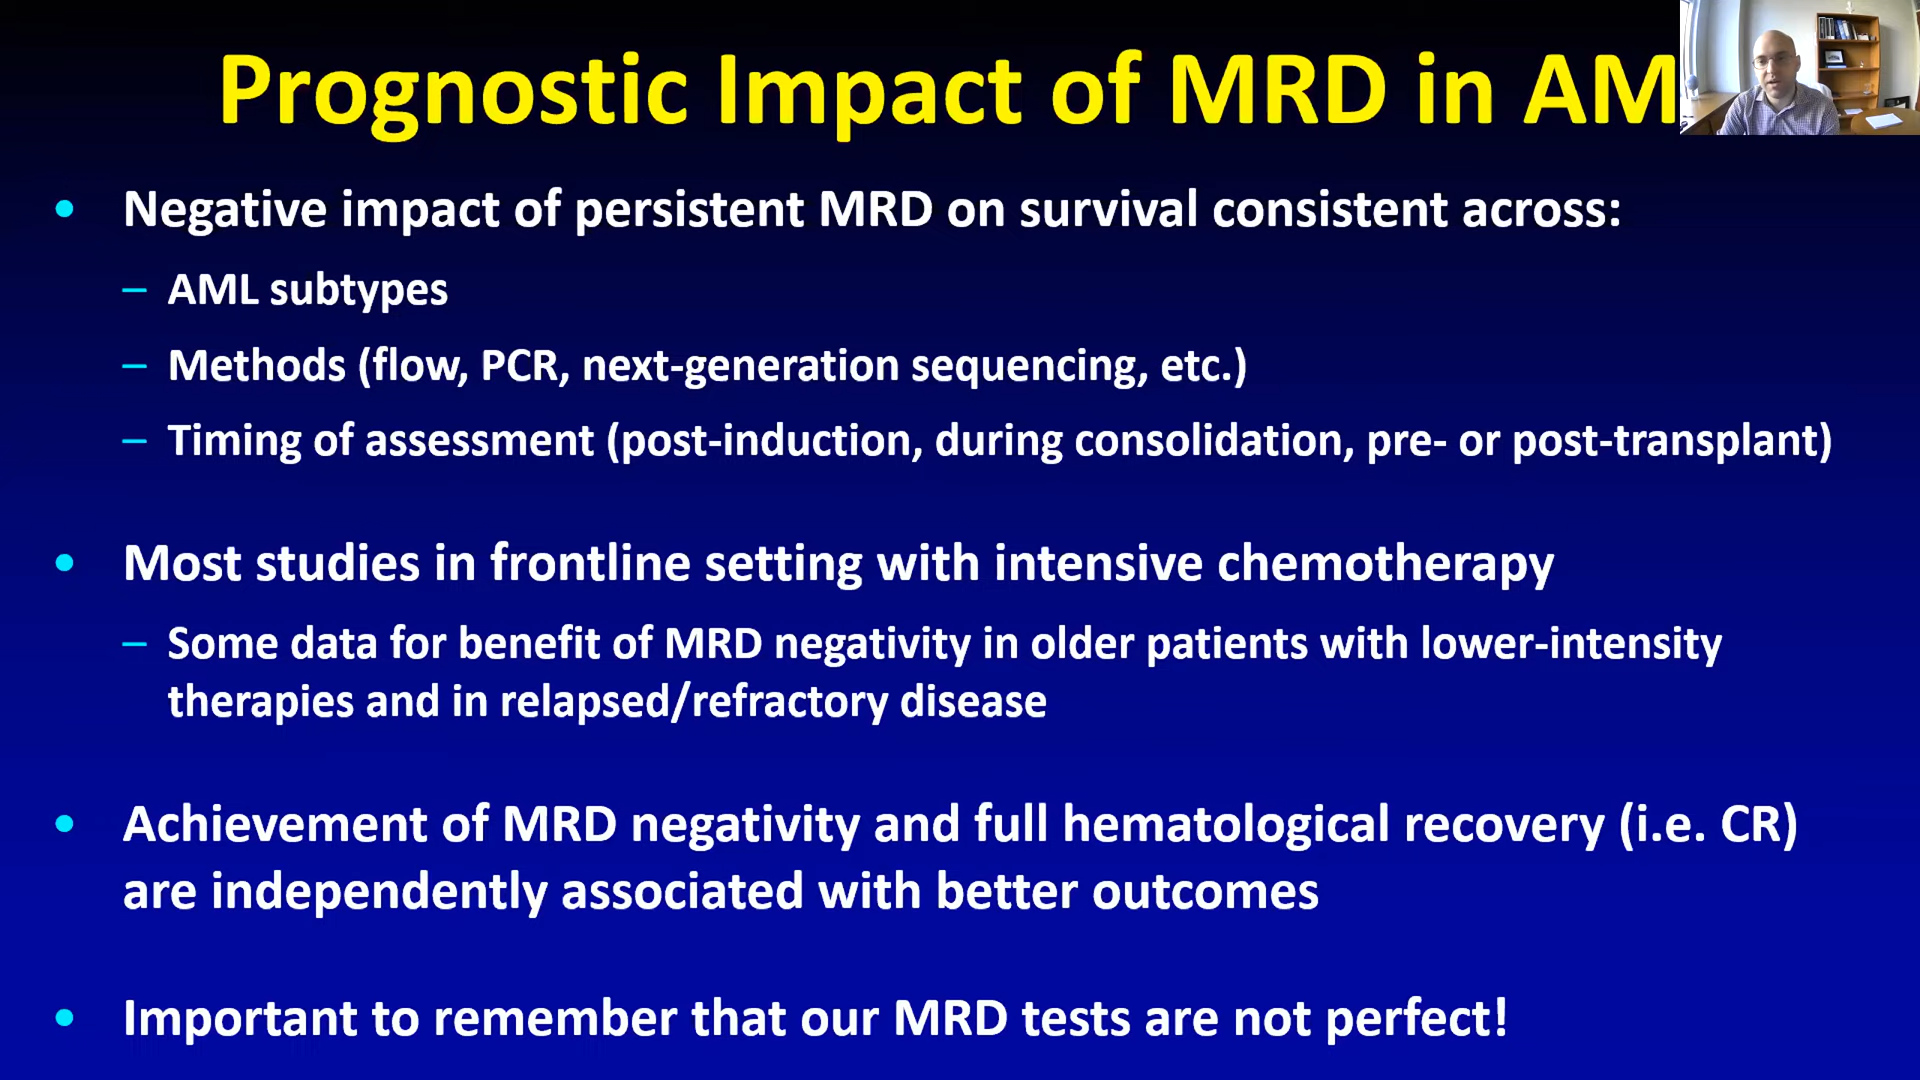 Prognostic Impact of MRD in AM
• Negative impact of persistent MRD on survival consistent across:
– AML subtypes
– Methods (flow, PCR, next-generation sequencing, etc.)
– Timing of assessment (post-induction, during consolidation, pre- or post-transplant)
• Most studies in frontline setting with intensive chemotherapy
– Some data for benefit of MRD negativity in older patients with lower-intensity
therapies and in relapsed/refractory disease
• Achievement of MRD negativity and full hematological recovery (i.e. CR)
are independently associated with better outcomes
• Important to remember that our MRD tests are not perfect!